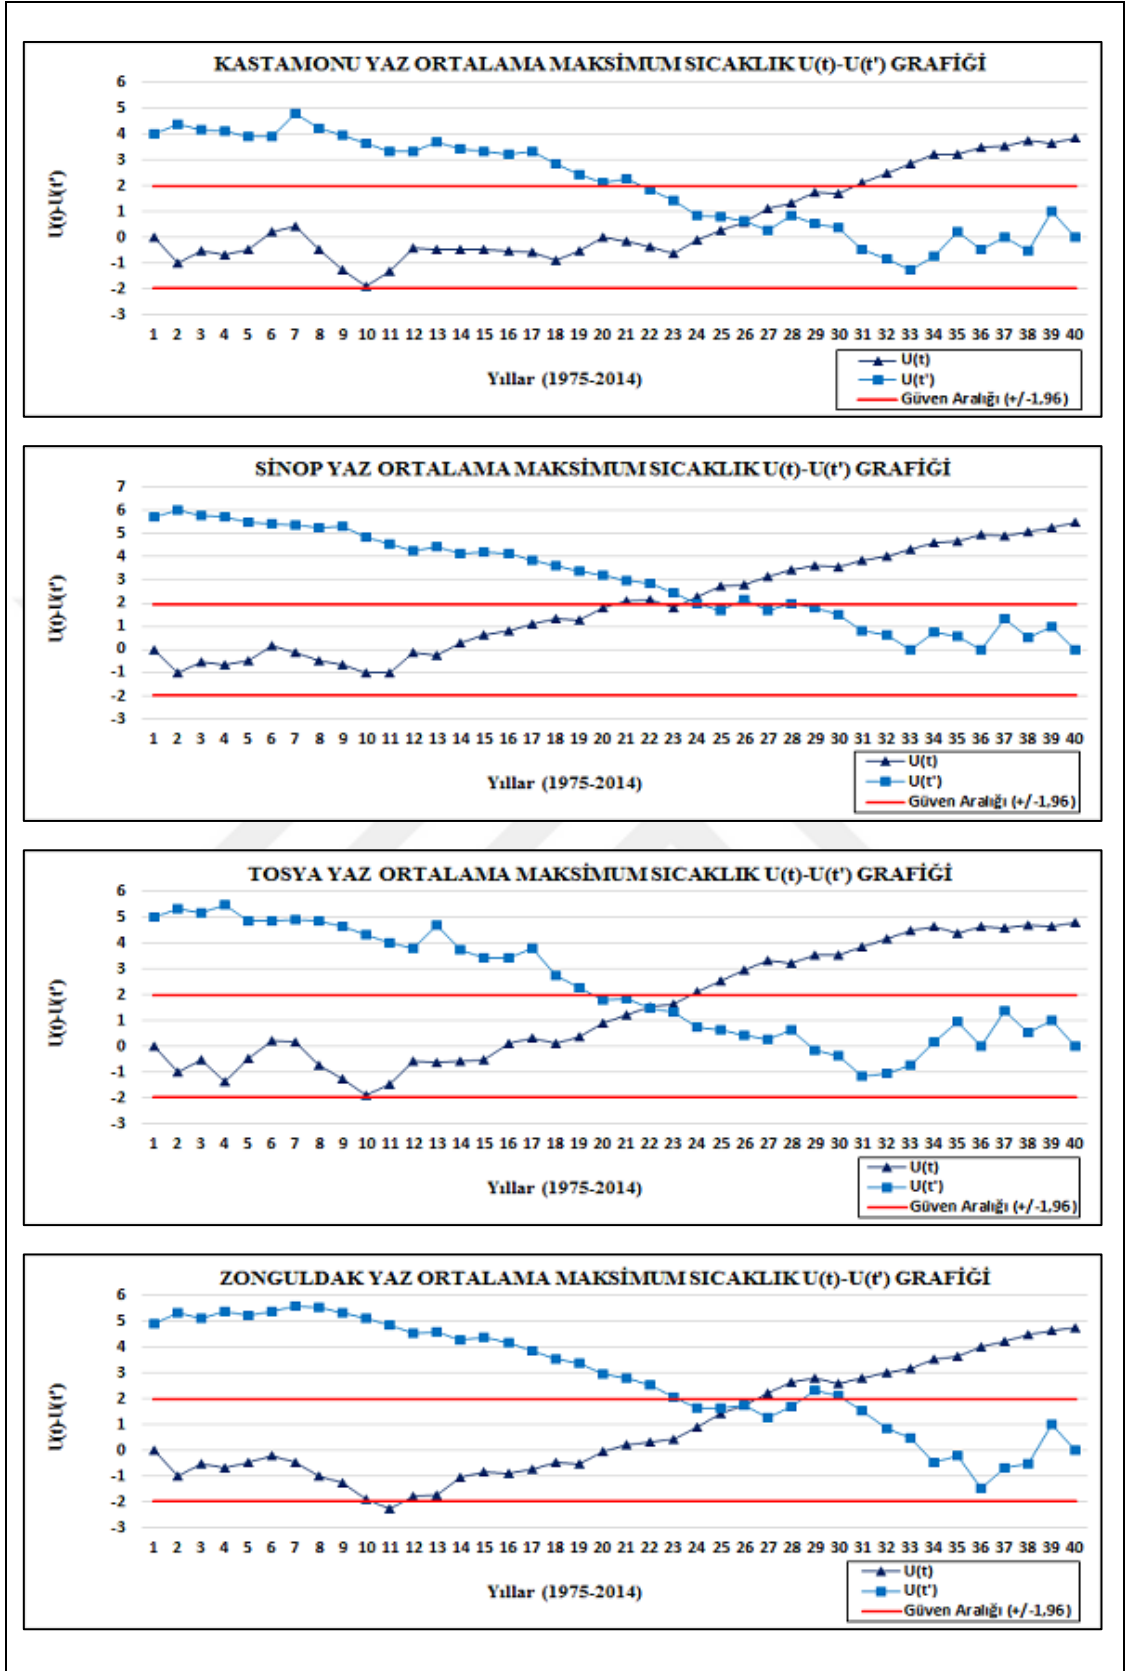 KASTAMONU YAZ ORTALAMA MAKSİMUM SICAKLIK U(t)-U(t') GRAFİĞİ
6
5
4
3
2
1
0
-1
-2
-3
U(t)-U(t')
1 2 3 4 5 6 7 8 9 10 11 12 13 14 15 16 17 18 19 20 21 22 23 24 25 26 27 28 29 30 31 32 33 34 35 36 37 38 39 40
Yıllar (1975-2014)
U(t)
U(t')
Güven Aralığı (+/-1,96)
SİNOP YAZ ORTALAMA MAKSİMUM SICAKLIK U(t)-U(t') GRAFİĞİ
7
6
5
4
3
2
1
0
-1
-2
-3
U(t)-U(t')
1 2 3 4 5 6 7 8 9 10 11 12 13 14 15 16 17 18 19 20 21 22 23 24 25 26 27 28 29 30 31 32 33 34 35 36 37 38 39 40
Yıllar (1975-2014)
U(t)
U(t')
Güven Aralığı (+/-1,96)
TOSYA YAZ ORTALAMA MAKSİMUM SICAKLIK U(t)-U(t') GRAFİĞİ
6
5
4
3
2
1
0
-1
-2
-3
U(t)-U(t')
1 2 3 4 5 6 7 8 9 10 11 12 13 14 15 16 17 18 19 20 21 22 23 24 25 26 27 28 29 30 31 32 33 34 35 36 37 38 39 40
Yıllar (1975-2014)
U(t)
U(t')
Güven Aralığı (+/-1,96)
ZONGULDAK YAZ ORTALAMA MAKSİMUM SICAKLIK U(t)-U(t') GRAFİĞİ
6
5
4
3
2
1
0
-1
-2
-3
U(t)-U(t')
1 2 3 4 5 6 7 8 9 10 11 12 13 14 15 16 17 18 19 20 21 22 23 24 25 26 27 28 29 30 31 32 33 34 35 36 37 38 39 40
Yıllar (1975-2014)
U(t)
U(t')
Güven Aralığı (+/-1,96)